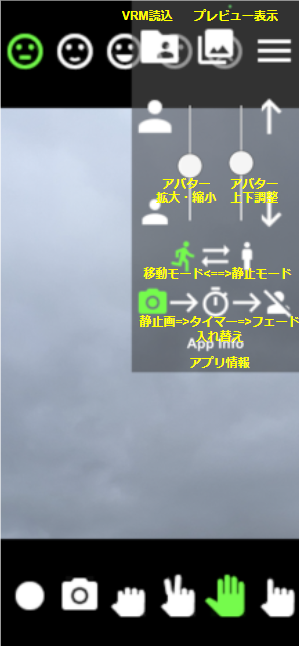 VRM読込 プレビュー表示
アバター アバター
拡大・縮小 上下調整
移動モード<==>静止モード
静止画=>タイマー=>フェード
入れ替え
App Info
アプリ情報